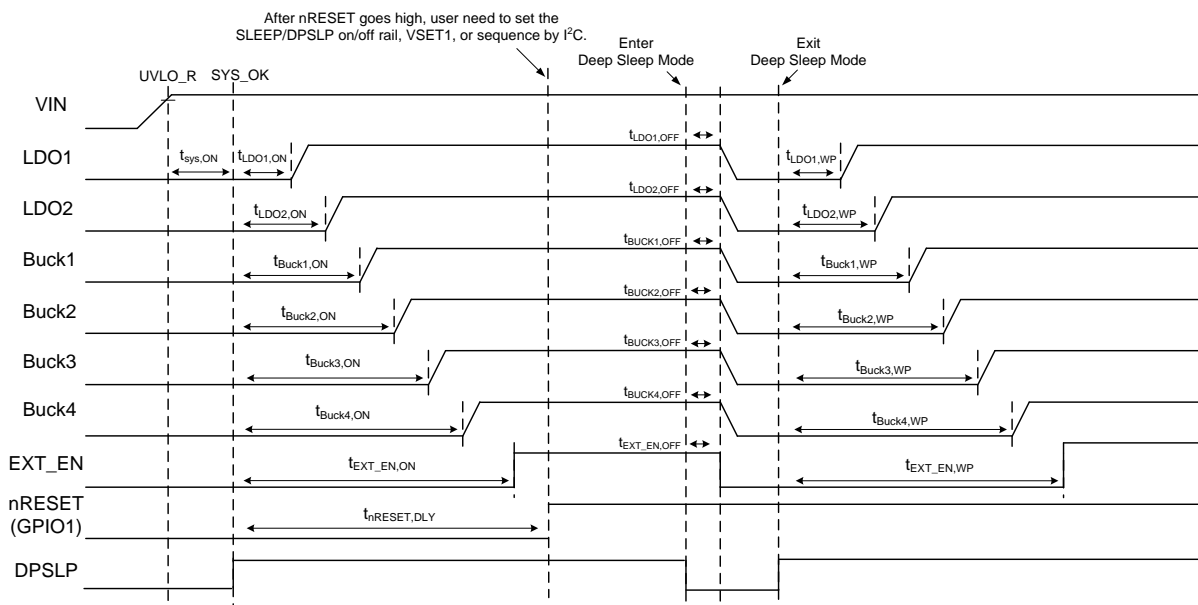 After nRESET goes high, user need to set the
SLEEP/DPSLP on/off rail, VSET1, or sequence by I²C.
Enter
Deep Sleep Mode
Exit
Deep Sleep Mode
UVLO_R
SYS_OK
VIN
LDO1
tsys,ON
tLDO1,ON
tLDO1,OFF
tLDO1,WP
LDO2
tLDO2,ON
tLDO2,OFF
tLDO2,WP
Buck1
tBuck1,ON
tBUCK1,OFF
tBuck1,WP
Buck2
tBuck2,ON
tBUCK2,OFF
tBuck2,WP
Buck3
tBuck3,ON
tBUCK3,OFF
tBuck3,WP
Buck4
tBuck4,ON
tBUCK4,OFF
tBuck4,WP
EXT_EN
tEXT_EN,ON
tEXT_EN,OFF
tEXT_EN,WP
nRESET
(GPIO1)
tnRESET,DLY
DPSLP